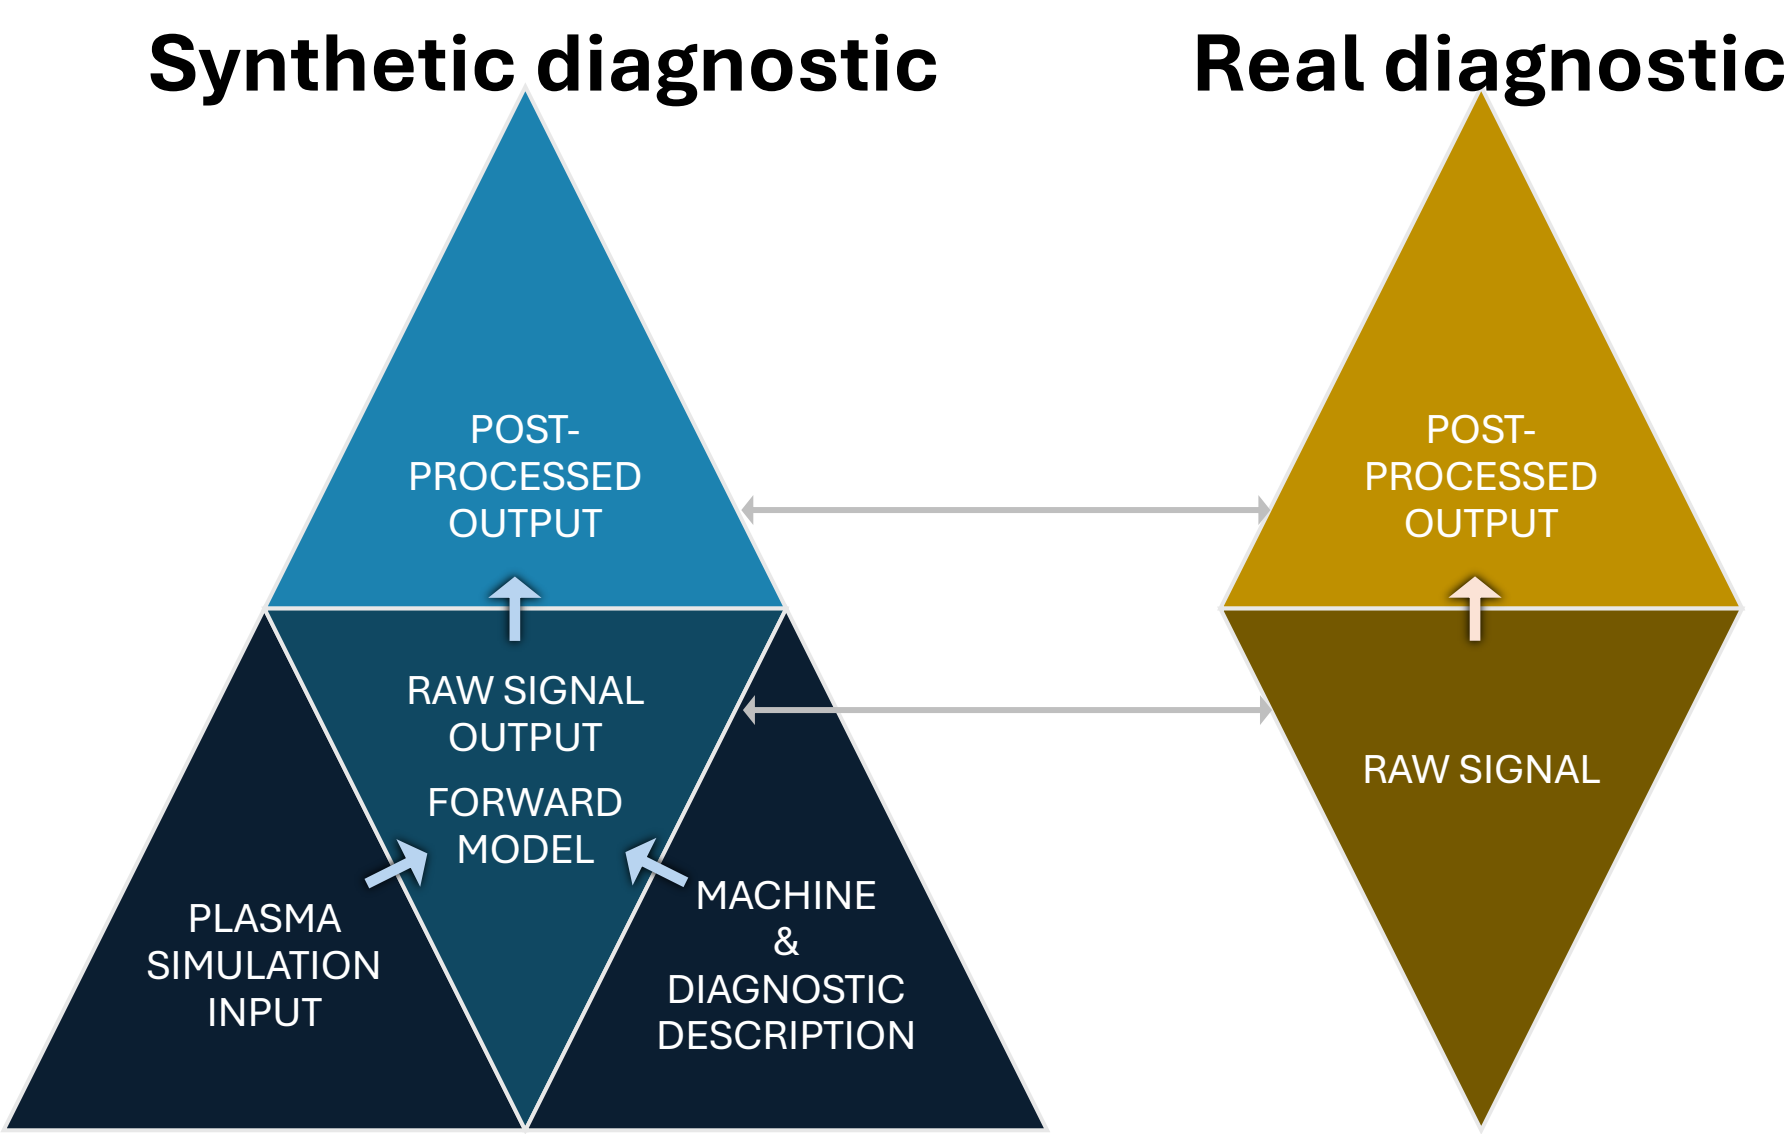 Synthetic diagnostic
POST-
PROCESSED
OUTPUT
RAW SIGNAL
OUTPUT
FORWARD
MODEL
PLASMA
SIMULATION
INPUT
MACHINE
&
DIAGNOSTIC
DESCRIPTION
Real diagnostic
POST-
PROCESSED
OUTPUT
RAW SIGNAL